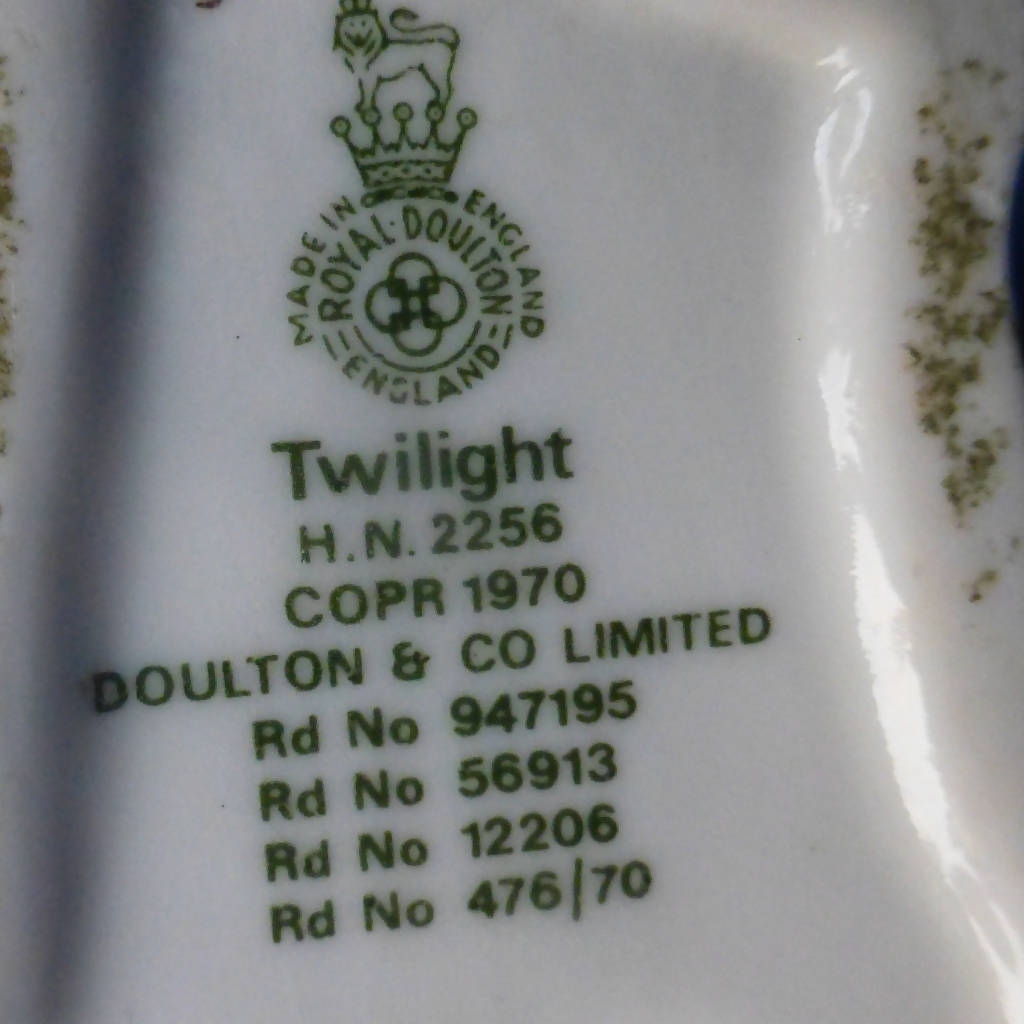 MADE IN ENGLAND
ROYAL·DOULTON
ENGLAND
Twilight
H.N. 2256
COPR 1970
DOULTON & CO LIMITED
Rd No 947195
Rd No 56913
Rd No 12206
Rd No 476/70